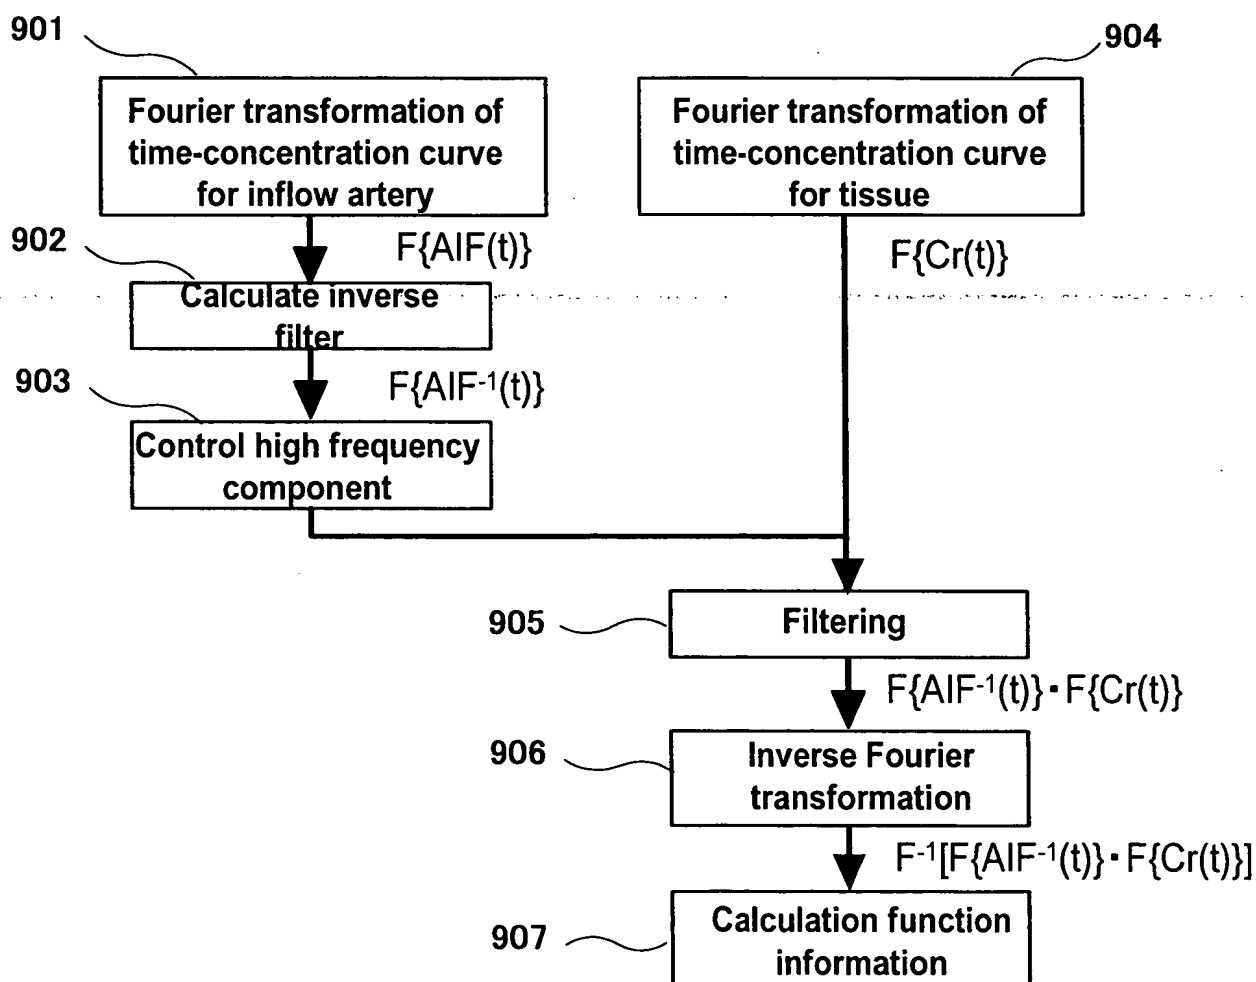 901
904
Fourier transformation of
time-concentration curve
for inflow artery
Fourier transformation of
time-concentration curve
for tissue
902
F{AIF(t)}
F{Cr(t)}
Calculate inverse
filter
903
F{AIF⁻¹(t)}
Control high frequency
component
905
Filtering
F{AIF⁻¹(t)}·F{Cr(t)}
906
Inverse Fourier
transformation
F⁻¹[F{AIF⁻¹(t)}·F{Cr(t)}]
907
Calculation function
information